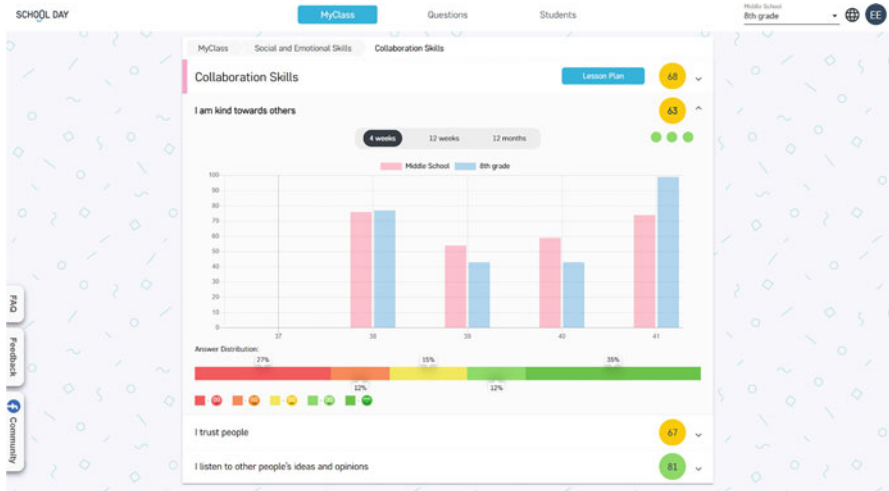 SCHOOL DAY
MyClass
Questions
Students
Middle School
8th grade
EE
MyClass
Social and Emotional Skills
Collaboration Skills
Collaboration Skills
Lesson Plan
68
I am kind towards others
63
4 weeks
12 weeks
12 months
Middle School
8th grade
100
90
80
70
60
50
40
30
20
10
0
37
38
39
40
41
Answer Distribution:
27%
15%
35%
12%
12%
I trust people
67
I listen to other people's ideas and opinions
81
FAQ
Feedback
Community